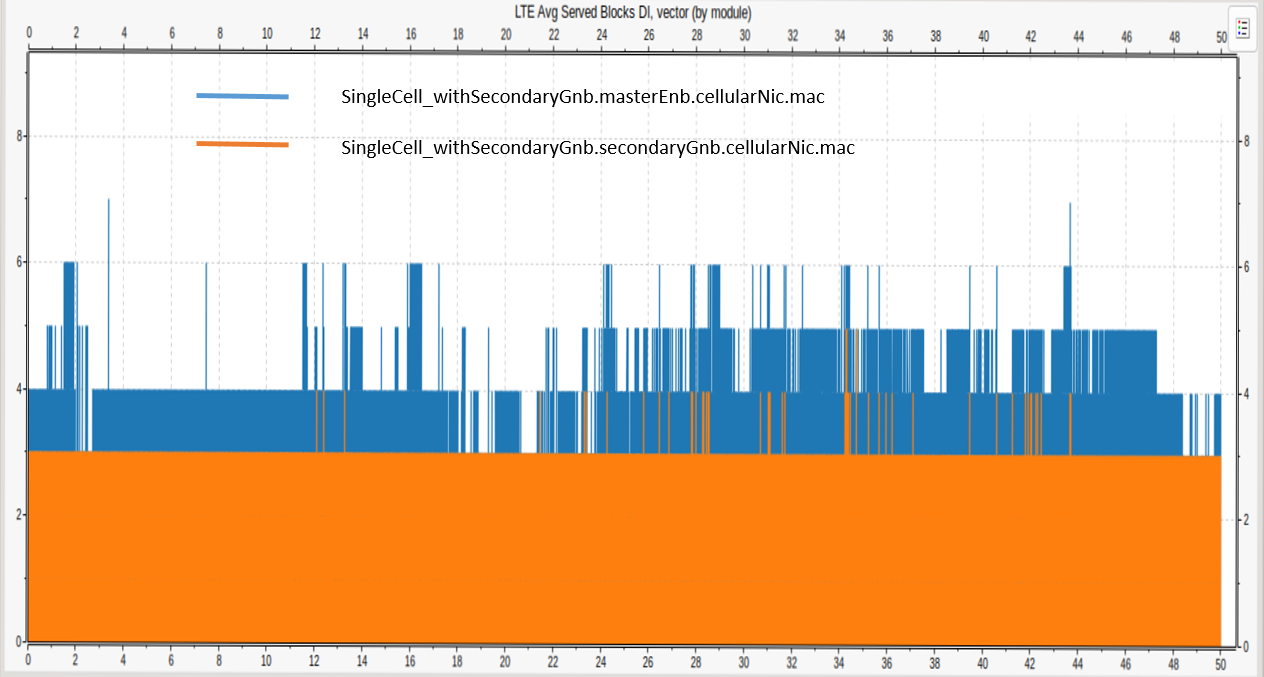 LTE Avg Served Blocks Dl, vector (by module)
0 2 4 6 8 10 12 14 16 18 20 22 24 26 28 30 32 34 36 38 40 42 44 46 48 50
SingleCell_withSecondaryGnb.masterEnb.cellularNic.mac
8 8
SingleCell_withSecondaryGnb.secondaryGnb.cellularNic.mac
6 6
4 4
2 2
0 0
0 2 4 6 8 10 12 14 16 18 20 22 24 26 28 30 32 34 36 38 40 42 44 46 48 50